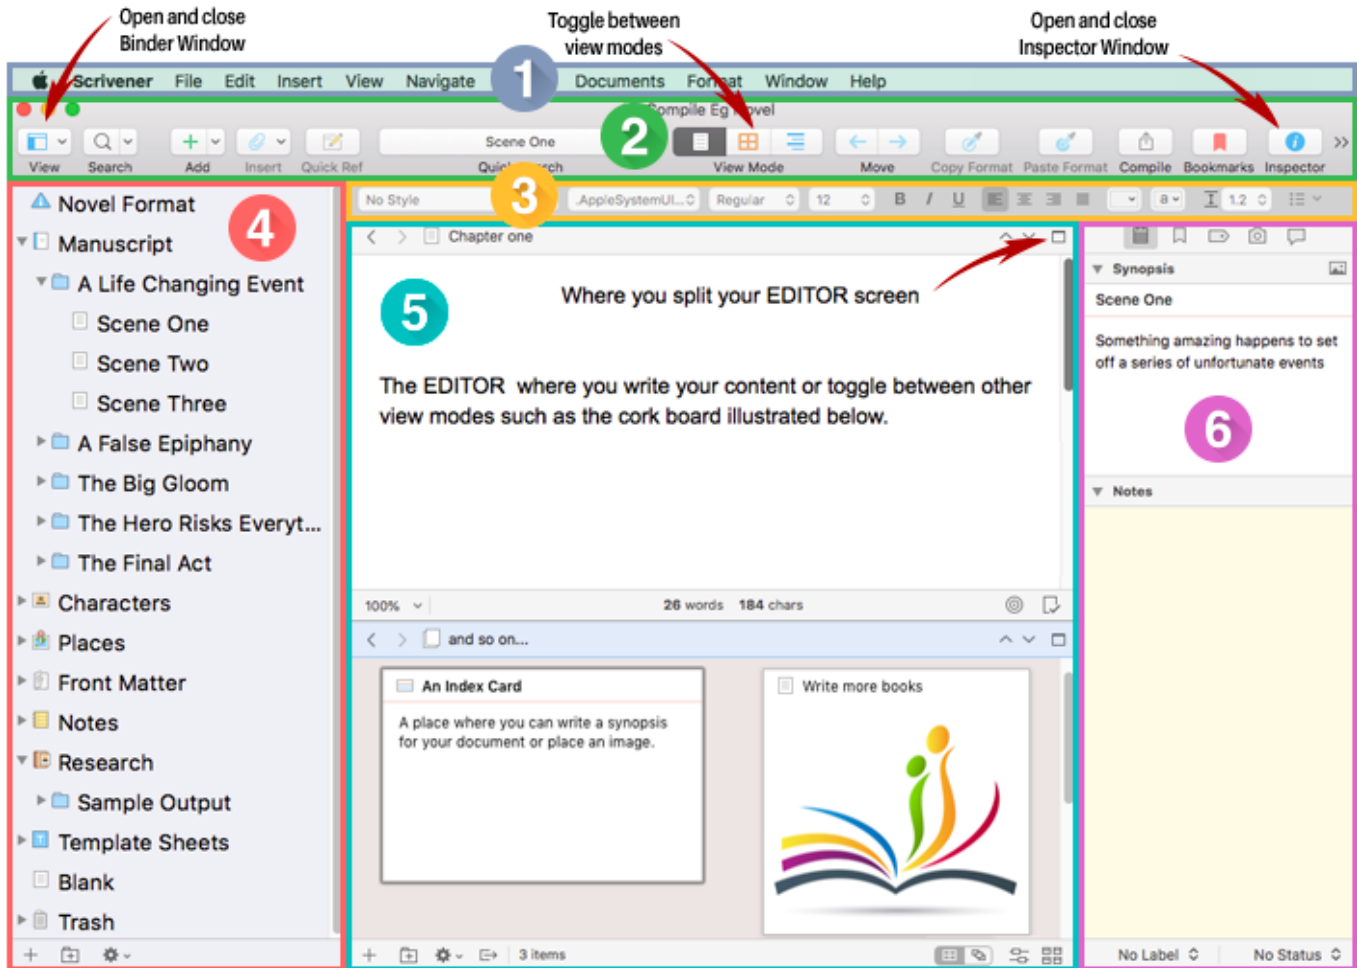 Open and close
Binder Window
Toggle between
view modes
Open and close
Inspector Window
Scrivener File Edit Insert View Navigate 1 Documents Format Window Help
Compile Eg Novel
2
Scene One
View Search Add Insert Quick Ref Quick Search View Mode Move Copy Format Paste Format Compile Bookmarks Inspector
No Style 3 .AppleSystemUI... Regular 12 B I U a 1.2
4
Novel Format
Manuscript
A Life Changing Event
Scene One
Scene Two
Scene Three
A False Epiphany
The Big Gloom
The Hero Risks Everyt...
The Final Act
Characters
Places
Front Matter
Notes
Research
Sample Output
Template Sheets
Blank
Trash
Chapter one
Where you split your EDITOR screen
5
The EDITOR where you write your content or toggle between other
view modes such as the cork board illustrated below.
100% 26 words 184 chars
and so on...
An Index Card
A place where you can write a synopsis
for your document or place an image.
Write more books
3 items
Synopsis
Scene One
Something amazing happens to set
off a series of unfortunate events
6
Notes
No Label No Status